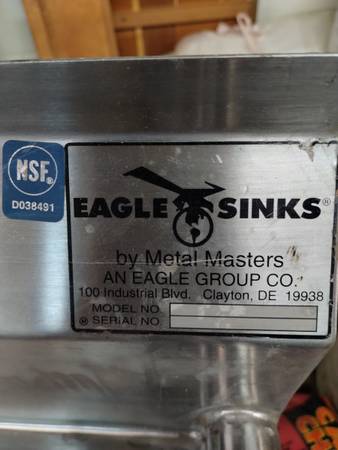 NSF®
D038491
EAGLE SINKS®
by Metal Masters
AN EAGLE GROUP CO.
100 Industrial Blvd. Clayton, DE 19938
MODEL NO
® SERIAL NO